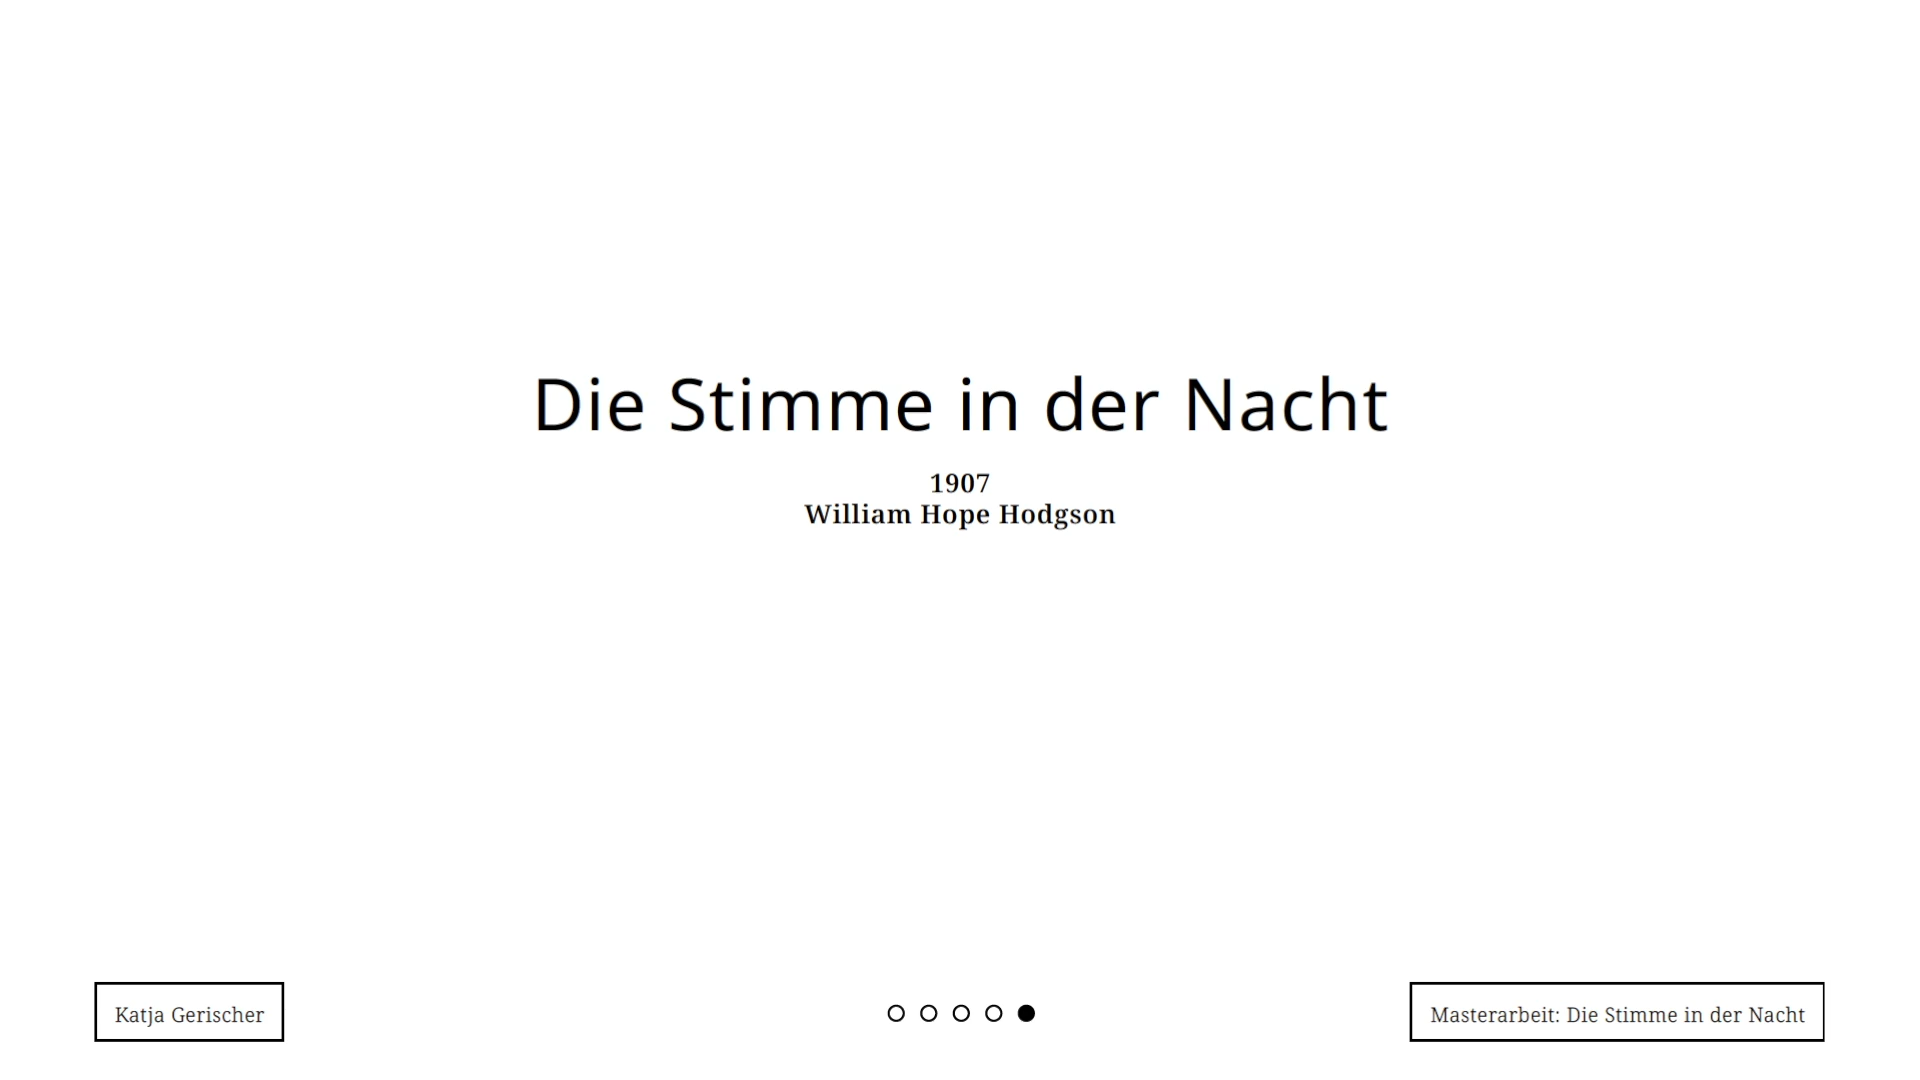 Die Stimme in der Nacht
1907
William Hope Hodgson
Katja Gerischer
Masterarbeit: Die Stimme in der Nacht